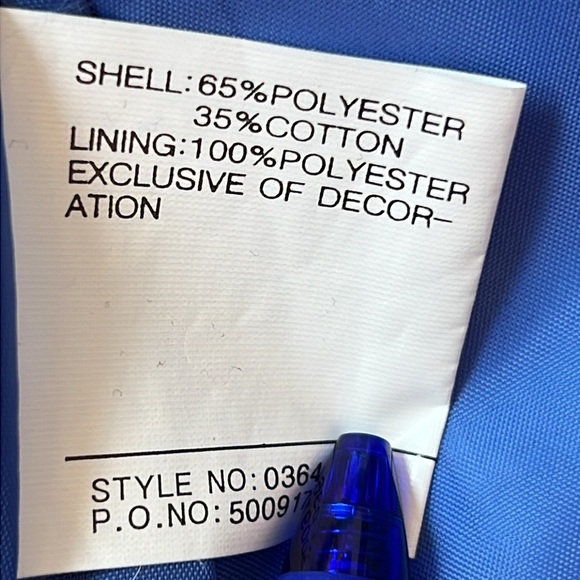 SHELL:65%POLYESTER
35%COTTON
LINING:100%POLYESTER
EXCLUSIVE OF DECOR-
ATION
STYLE NO:0364
P.O.NO:500917